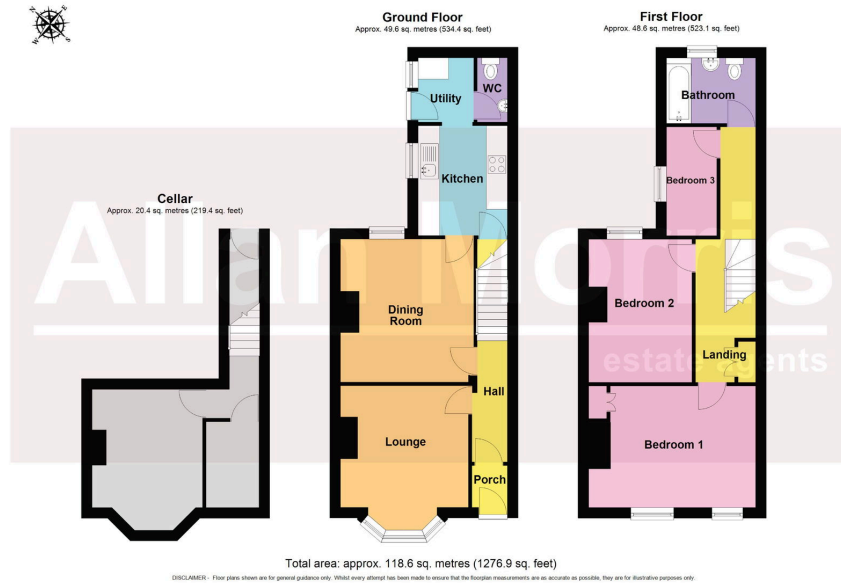 N
E
W
S
Ground Floor
Approx. 49.6 sq. metres (534.4 sq. feet)
First Floor
Approx. 48.6 sq. metres (523.1 sq. feet)
Utility
WC
Bathroom
Kitchen
Bedroom 3
Cellar
Approx. 20.4 sq. metres (219.4 sq. feet)
Allan Morris
estate agents
Dining
Room
Bedroom 2
Landing
Hall
Lounge
Bedroom 1
Porch
Total area: approx. 118.6 sq. metres (1276.9 sq. feet)
DISCLAIMER - Floor plans shown are for general guidance only. Whilst every attempt has been made to ensure that the floorplan measurements are as accurate as possible, they are for illustrative purposes only.